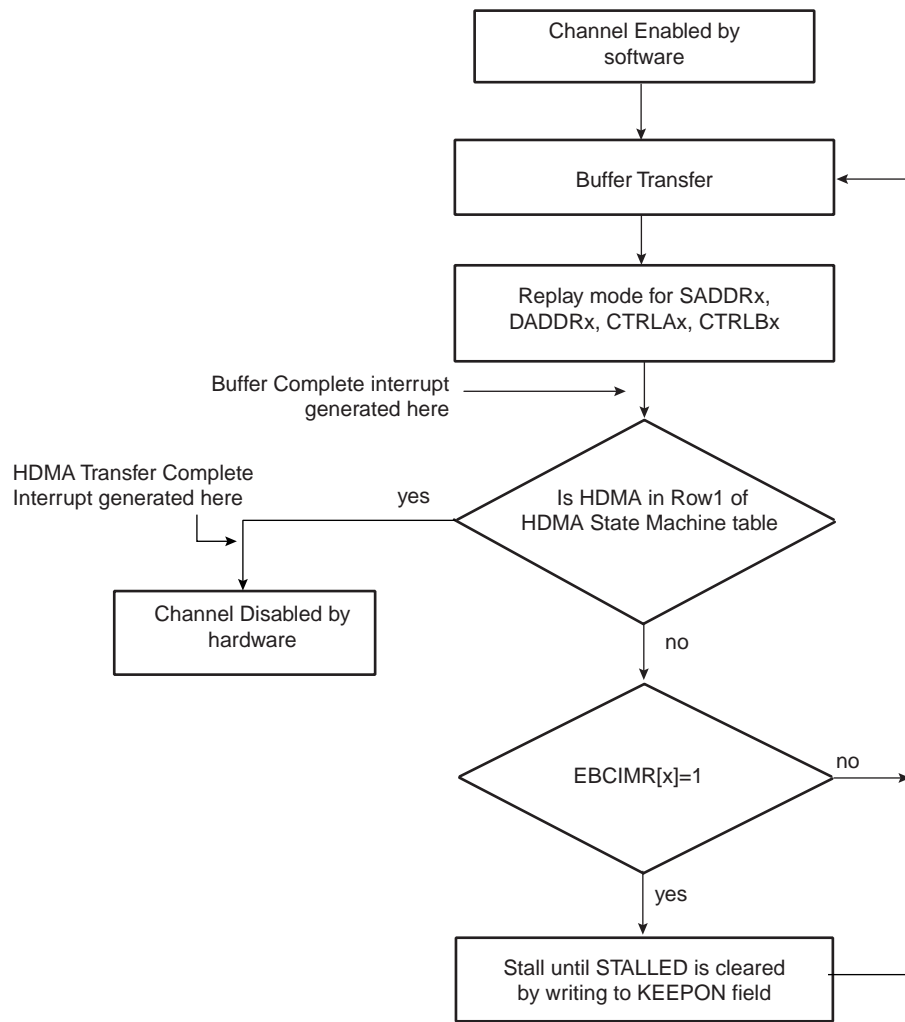 Channel Enabled by
software
Buffer Transfer
Replay mode for SADDRx,
DADDRx, CTRLAx, CTRLBx
Buffer Complete interrupt
generated here
HDMA Transfer Complete
Interrupt generated here
yes
Is HDMA in Row1 of
HDMA State Machine table
Channel Disabled by
hardware
no
EBCIMR[x]=1
no
yes
Stall until STALLED is cleared
by writing to KEEPON field